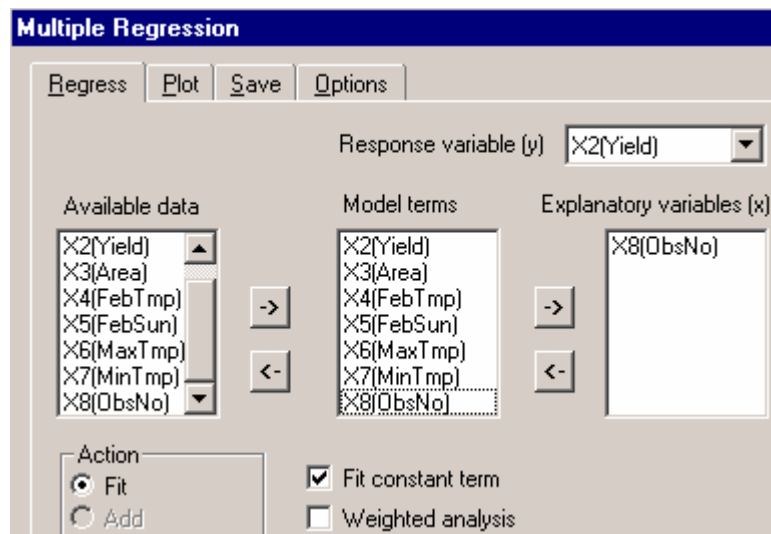 Multiple Regression
Regress Plot Save Options
Response variable (y) X2(Yield)
Available data
X2(Yield)
X3(Area)
X4(FebTmp)
X5(FebSun)
X6(MaxTmp)
X7(MinTmp)
X8(ObsNo)
->
<-
Model terms
X2(Yield)
X3(Area)
X4(FebTmp)
X5(FebSun)
X6(MaxTmp)
X7(MinTmp)
X8(ObsNo)
->
<-
Explanatory variables (x)
X8(ObsNo)
Action
Fit
Add
Fit constant term
Weighted analysis